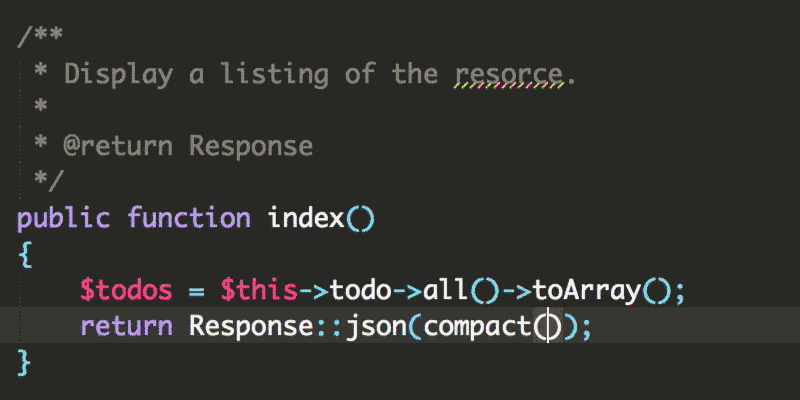 /**
 * Display a listing of the resorce.
 *
 * @return Response
 */
public function index()
{
    $todos = $this->todo->all()->toArray();
    return Response::json(compact());
}